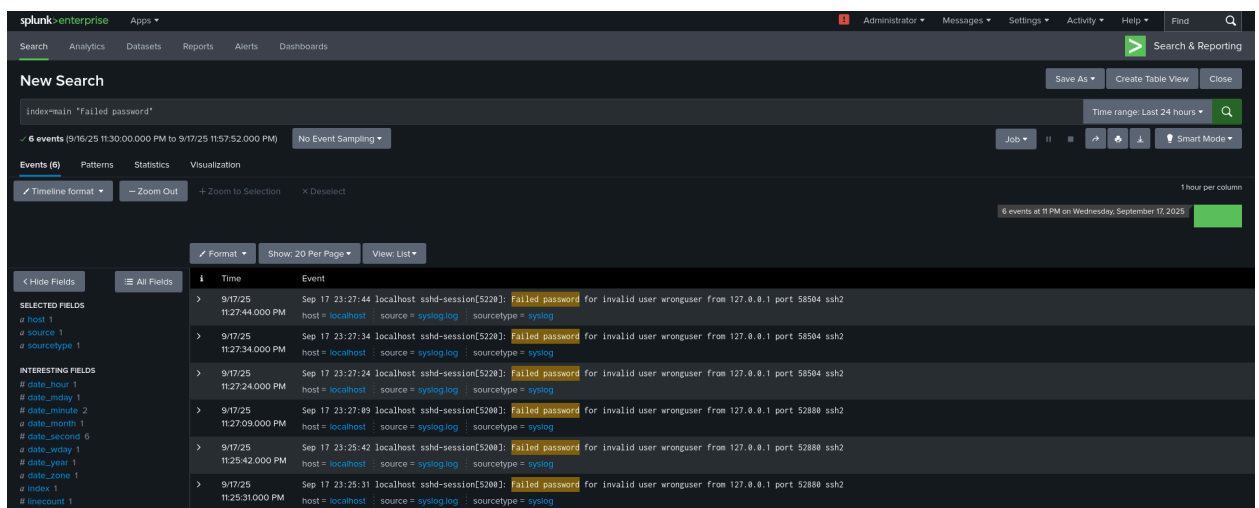 splunk>enterprise Apps ▾ Administrator ▾ Messages ▾ Settings ▾ Activity ▾ Help ▾ Find
Search Analytics Datasets Reports Alerts Dashboards Search & Reporting
New Search Save As ▾ Create Table View Close
index=main "Failed password" Time range: Last 24 hours ▾
✓ 6 events (9/16/25 11:30:00.000 PM to 9/17/25 11:57:52.000 PM) No Event Sampling ▾ Job ▾ Smart Mode ▾
Events (6) Patterns Statistics Visualization
Timeline format ▾ — Zoom Out + Zoom to Selection × Deselect 1 hour per column
6 events at 11 PM on Wednesday, September 17, 2025
Format ▾ Show: 20 Per Page ▾ View: List ▾
< Hide Fields All Fields i Time Event
SELECTED FIELDS
a host 1
a source 1
a sourcetype 1
INTERESTING FIELDS
# date_hour 1
# date_mday 1
# date_minute 2
a date_month 1
# date_second 6
a date_wday 1
# date_year 1
a date_zone 1
a index 1
# linecount 1
> 9/17/25 Sep 17 23:27:44 localhost sshd-session[5220]: Failed password for invalid user wronguser from 127.0.0.1 port 58504 ssh2
11:27:44.000 PM host = localhost source = syslog.log sourcetype = syslog
> 9/17/25 Sep 17 23:27:34 localhost sshd-session[5220]: Failed password for invalid user wronguser from 127.0.0.1 port 58504 ssh2
11:27:34.000 PM host = localhost source = syslog.log sourcetype = syslog
> 9/17/25 Sep 17 23:27:24 localhost sshd-session[5220]: Failed password for invalid user wronguser from 127.0.0.1 port 58504 ssh2
11:27:24.000 PM host = localhost source = syslog.log sourcetype = syslog
> 9/17/25 Sep 17 23:27:09 localhost sshd-session[5200]: Failed password for invalid user wronguser from 127.0.0.1 port 52880 ssh2
11:27:09.000 PM host = localhost source = syslog.log sourcetype = syslog
> 9/17/25 Sep 17 23:25:42 localhost sshd-session[5200]: Failed password for invalid user wronguser from 127.0.0.1 port 52880 ssh2
11:25:42.000 PM host = localhost source = syslog.log sourcetype = syslog
> 9/17/25 Sep 17 23:25:31 localhost sshd-session[5200]: Failed password for invalid user wronguser from 127.0.0.1 port 52880 ssh2
11:25:31.000 PM host = localhost source = syslog.log sourcetype = syslog